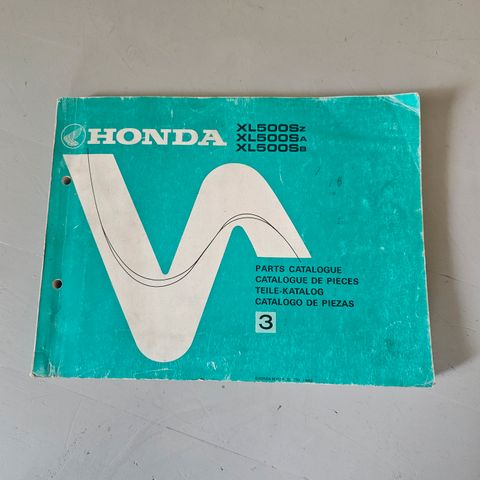 HONDA
XL500Sz
XL500SA
XL500SB
PARTS CATALOGUE
CATALOGUE DE PIECES
TEILE-KATALOG
CATALOGO DE PIEZAS
3